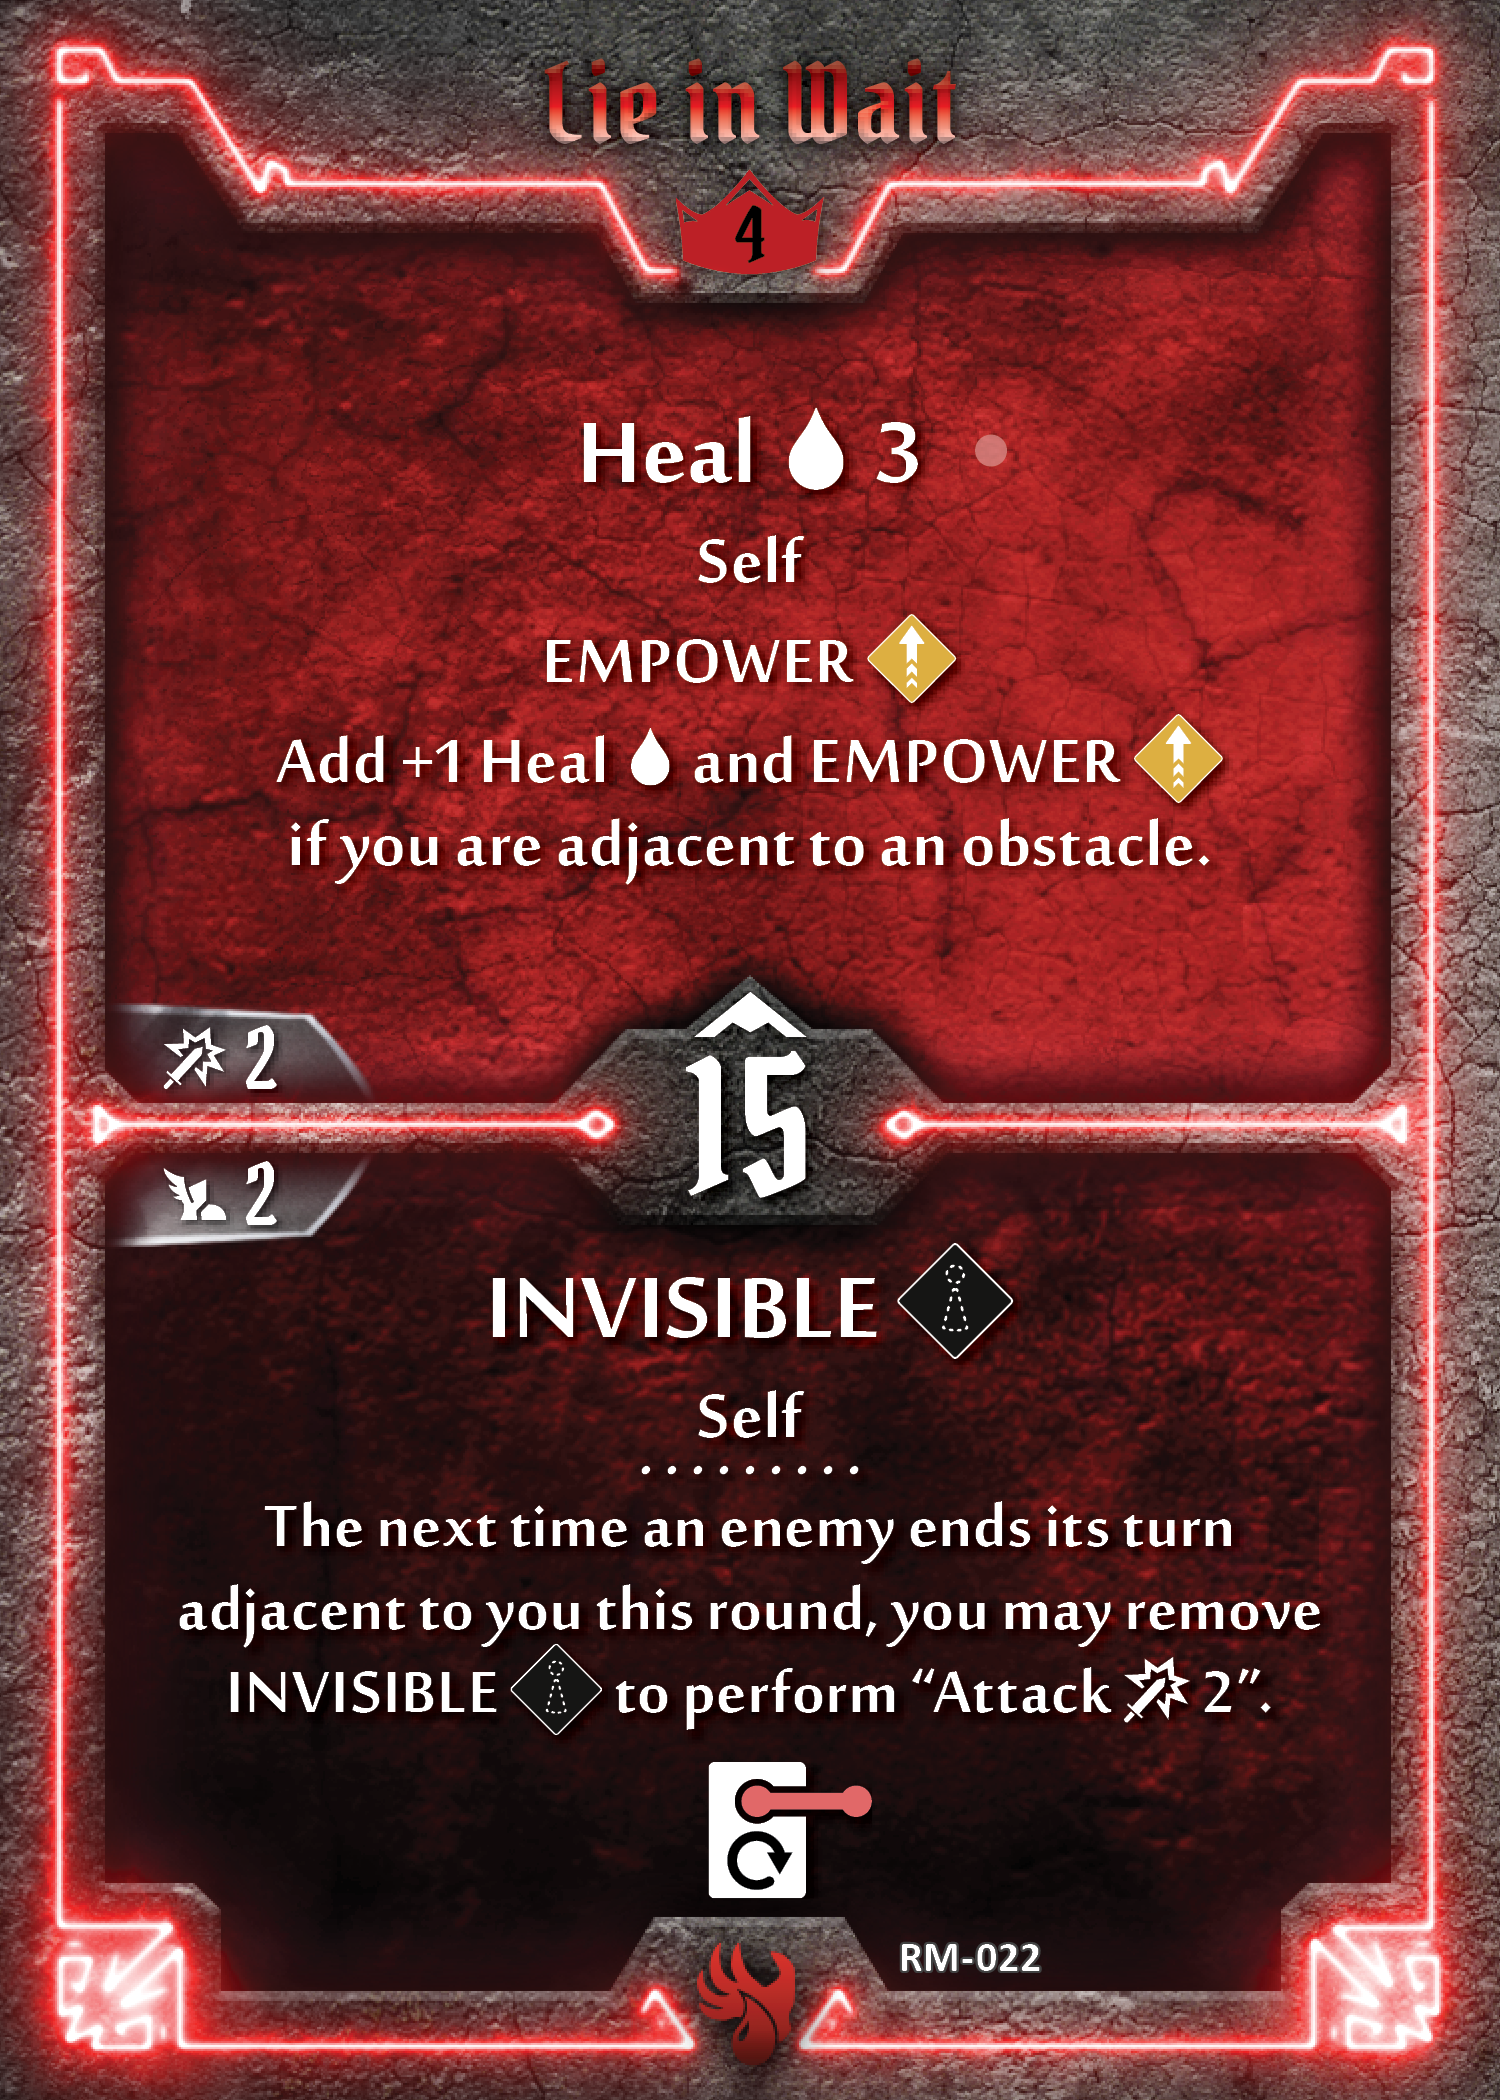 Lie in Wait
4
Heal 3
Self
EMPOWER
Add +1 Heal and EMPOWER
if you are adjacent to an obstacle.
2
15
2
INVISIBLE
Self
The next time an enemy ends its turn
adjacent to you this round, you may remove
INVISIBLE to perform “Attack 2”.
RM-022